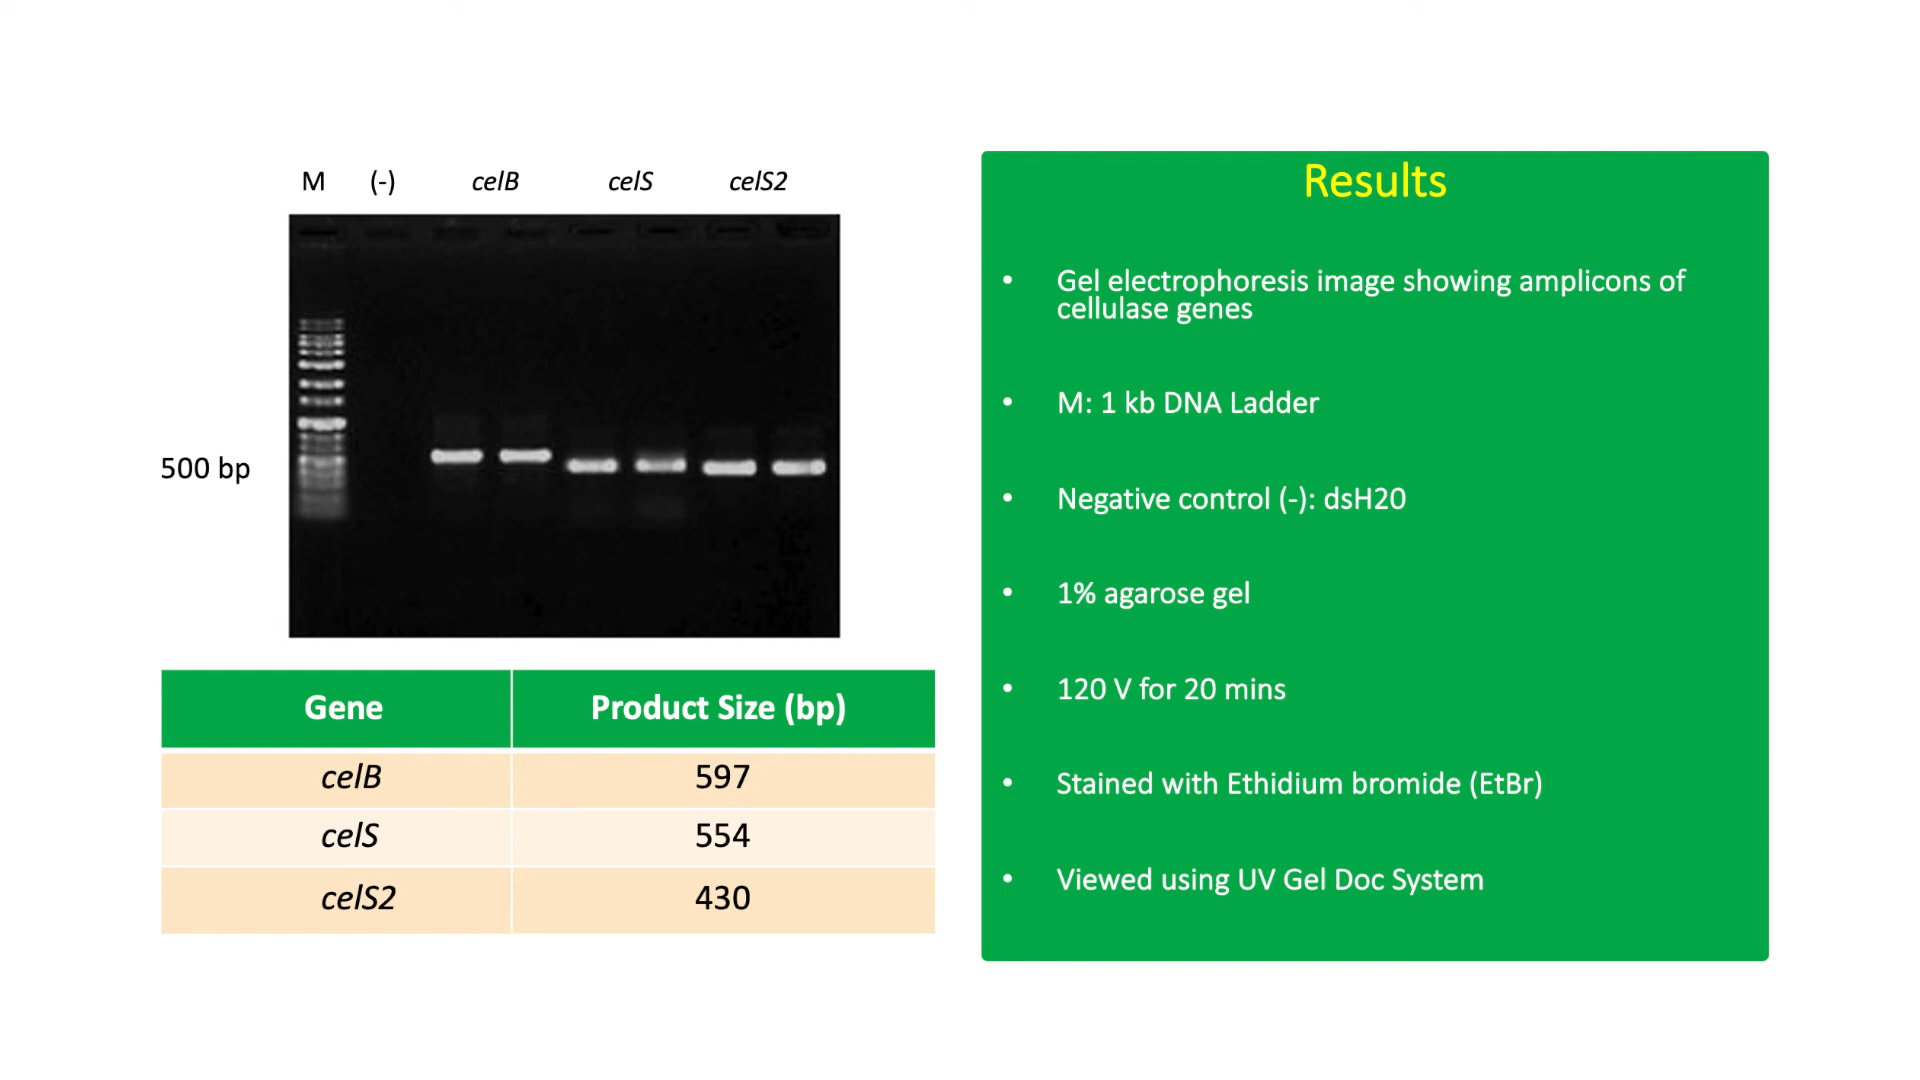 M (-) celB celS celS2
500 bp
Gene Product Size (bp)
celB 597
celS 554
celS2 430
Results
• Gel electrophoresis image showing amplicons of
cellulase genes
• M: 1 kb DNA Ladder
• Negative control (-): dsH20
• 1% agarose gel
• 120 V for 20 mins
• Stained with Ethidium bromide (EtBr)
• Viewed using UV Gel Doc System